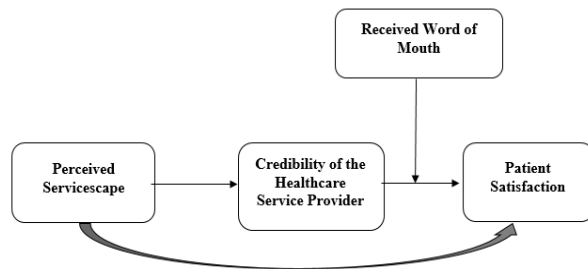 Received Word of
Mouth
Perceived
Servicescape
Credibility of the
Healthcare
Service Provider
Patient
Satisfaction